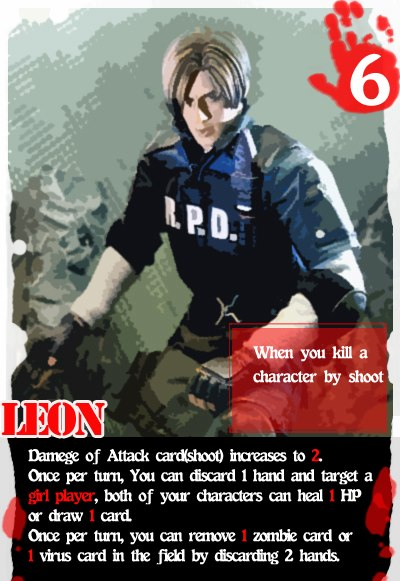 6
R.P.D.
When you kill a
character by shoot
LEON
Damege of Attack card(shoot) increases to 2.
Once per turn, You can discard 1 hand and target a
girl player, both of your characters can heal 1 HP
or draw 1 card.
Once per turn, you can remove 1 zombie card or
1 virus card in the field by discarding 2 hands.